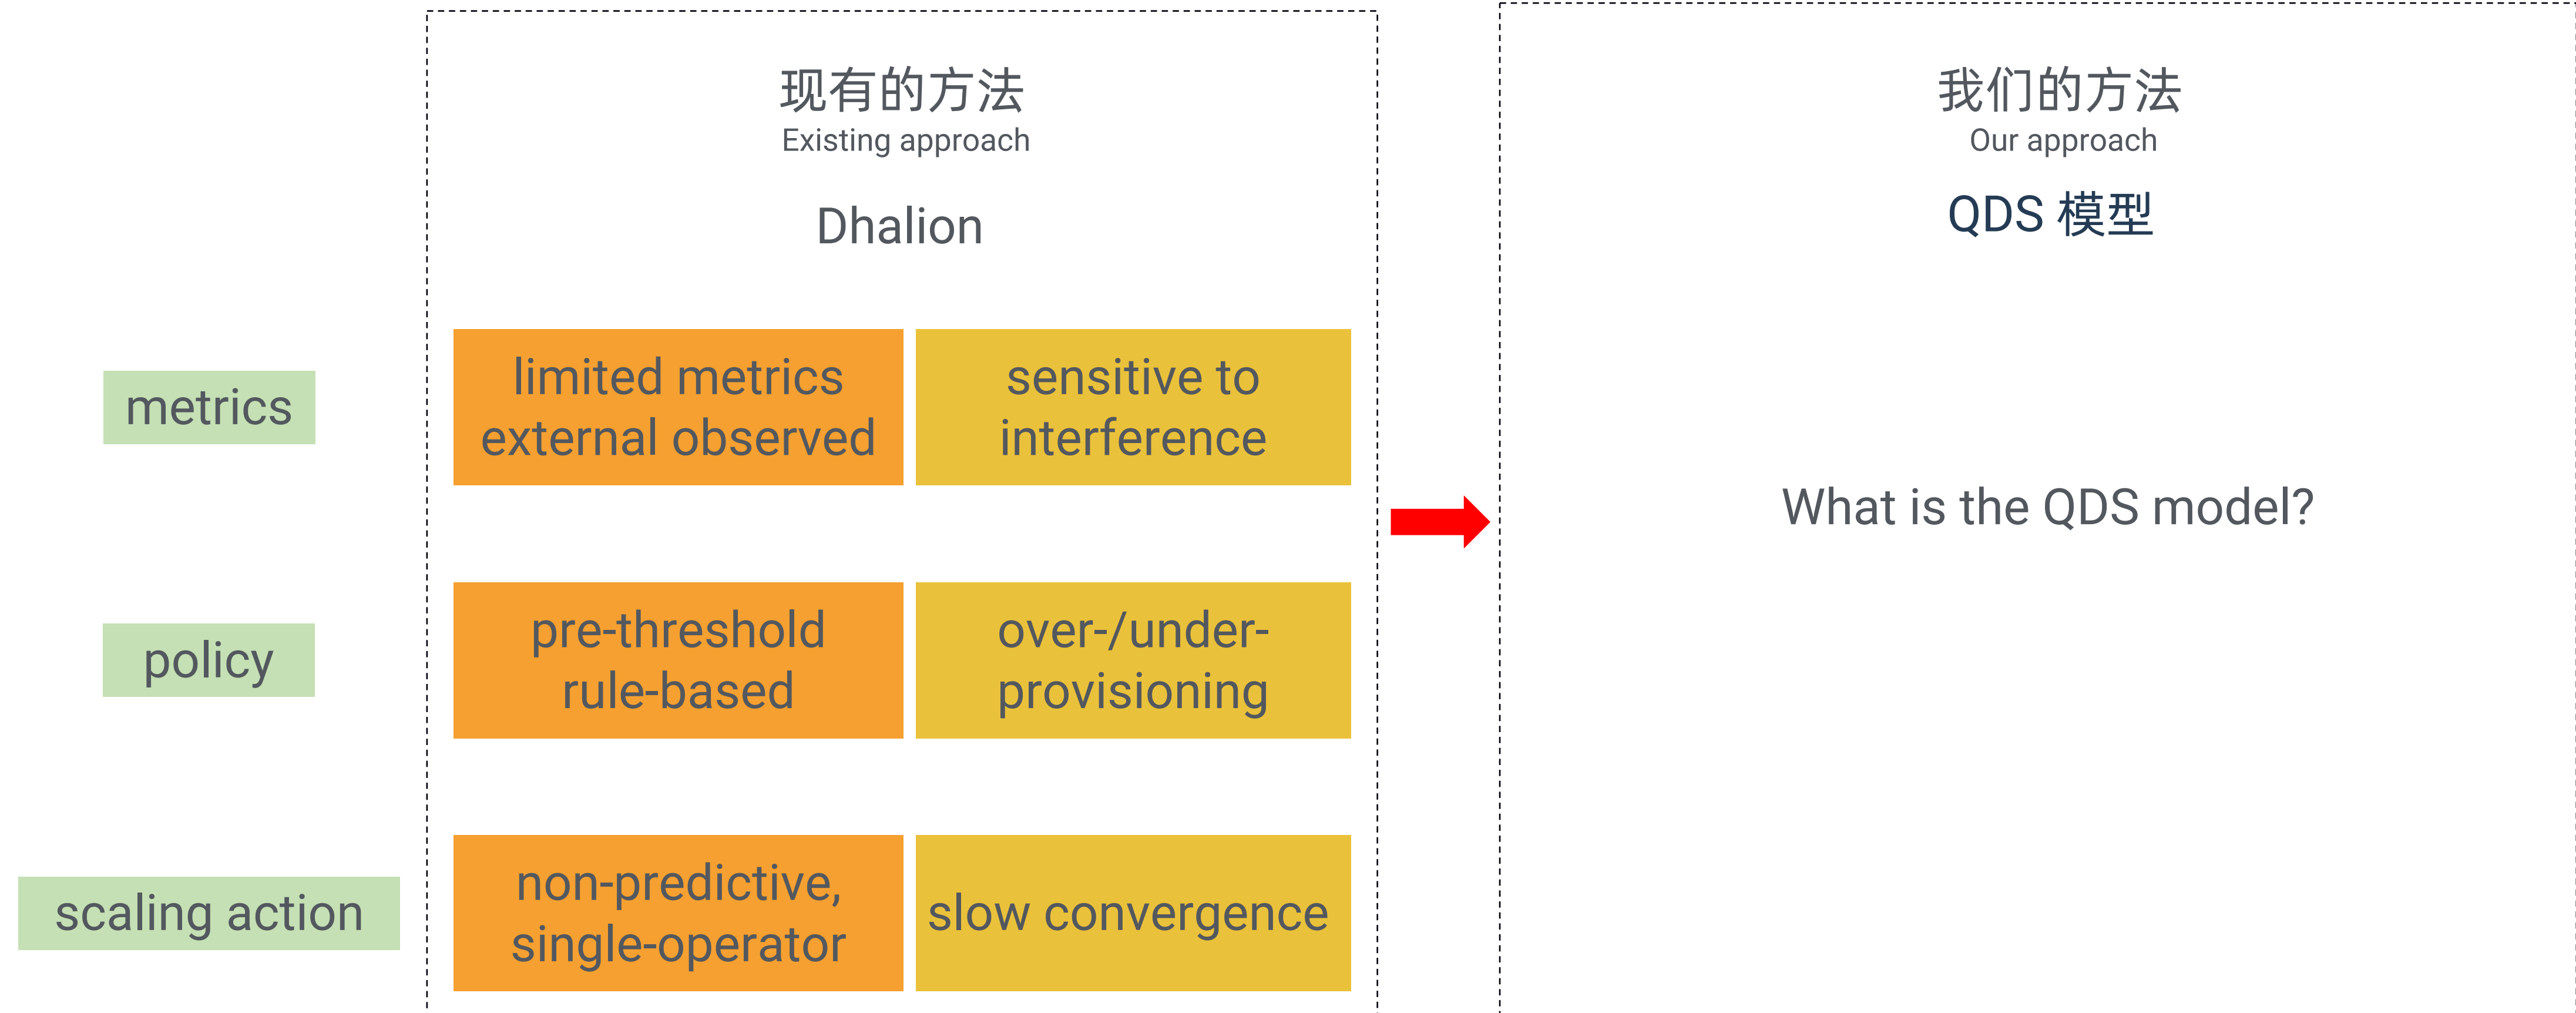 现有的方法
Existing approach
Dhalion
我们的方法
Our approach
QDS 模型
metrics
limited metrics
external observed
sensitive to
interference
What is the QDS model?
policy
pre-threshold
rule-based
over-/under-
provisioning
scaling action
non-predictive,
single-operator
slow convergence